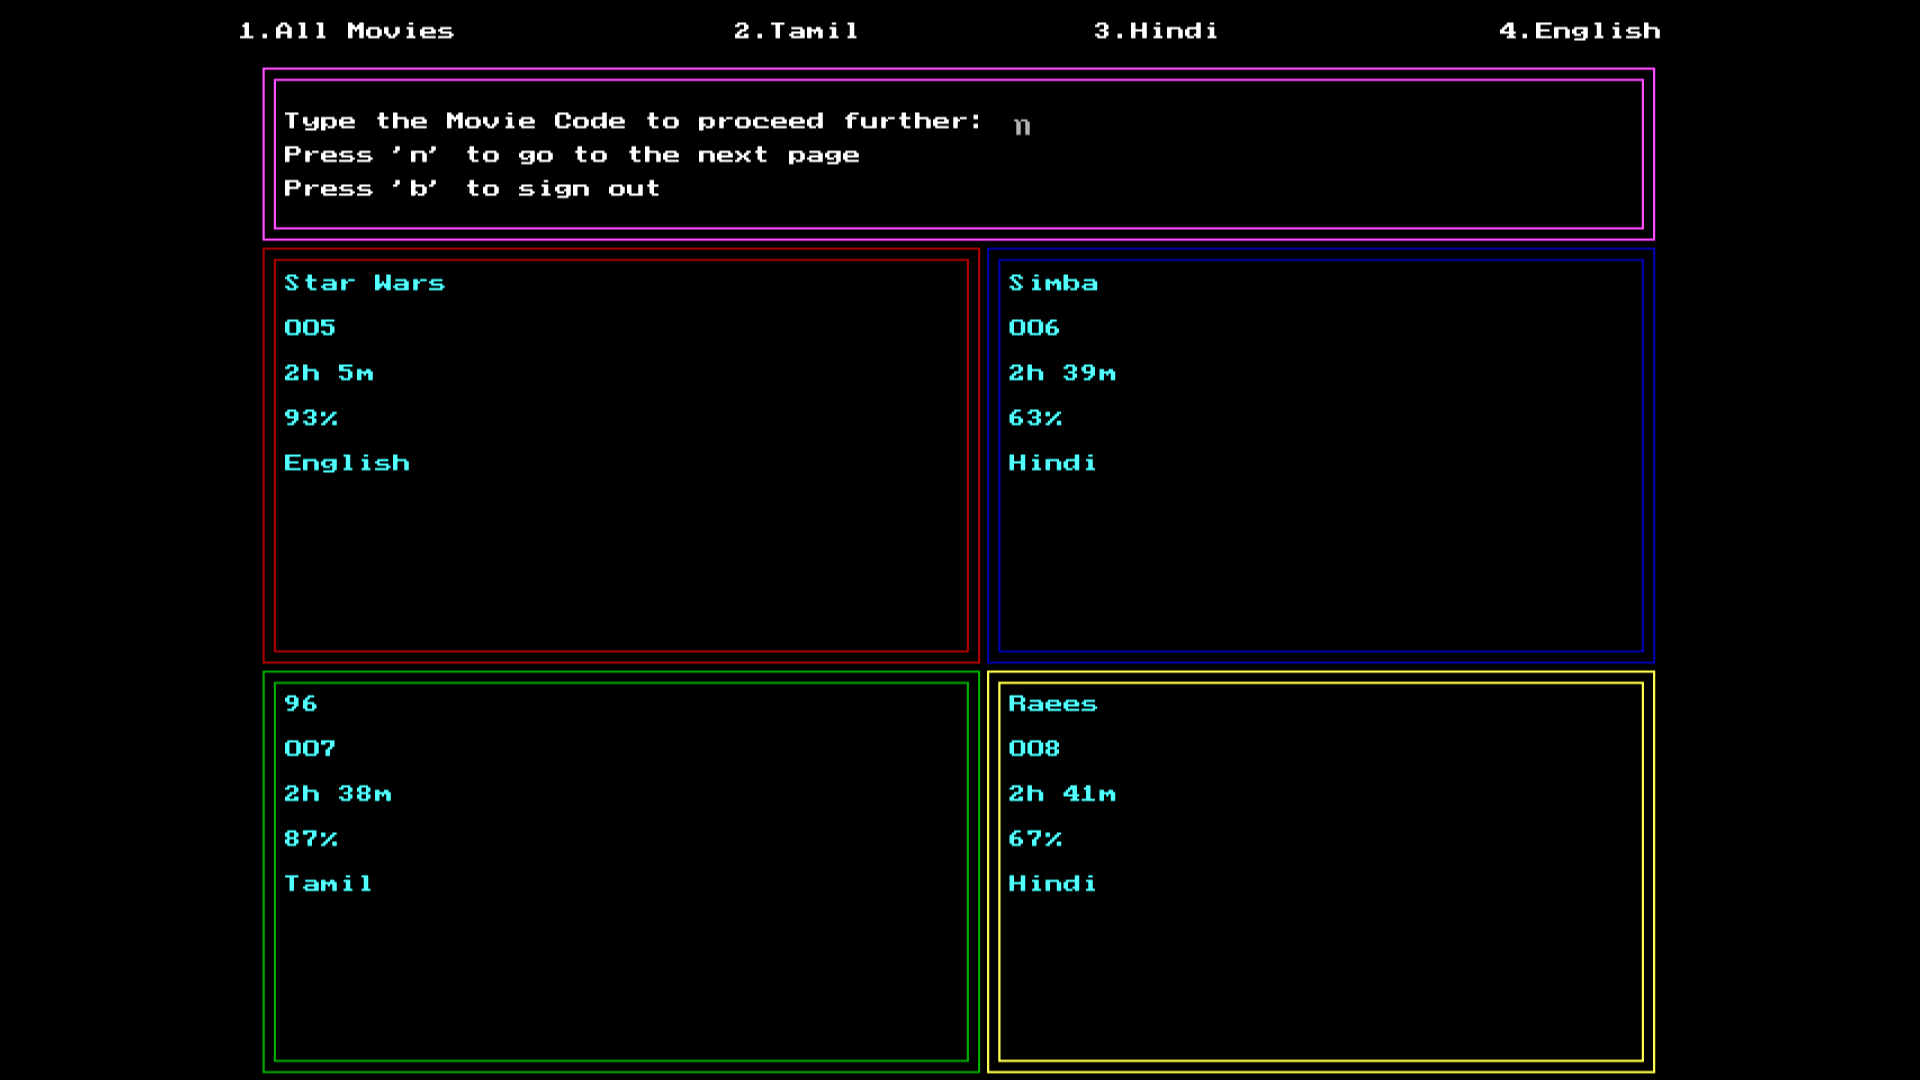 1.All Movies 2.Tamil 3.Hindi 4.English
Type the Movie Code to proceed further: n
Press 'n' to go to the next page
Press 'b' to sign out
Star Wars
005
2h 5m
93%
English
Simba
006
2h 39m
63%
Hindi
96
007
2h 38m
87%
Tamil
Raees
008
2h 41m
67%
Hindi